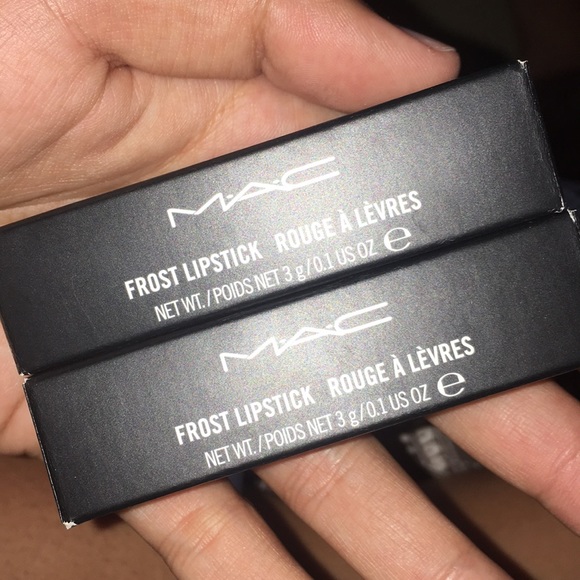 M·A·C
FROST LIPSTICK ROUGE À LÈVRES
NET WT./POIDS NET 3 g/0.1 US OZ ℮
M·A·C
FROST LIPSTICK ROUGE À LÈVRES
NET WT./POIDS NET 3 g/0.1 US OZ ℮